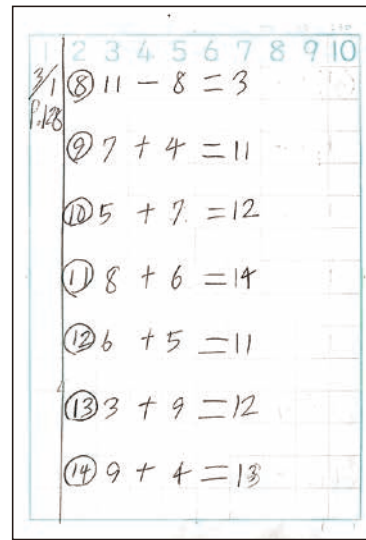 1 2 3 4 5 6 7 8 9 10
3/1 ⑧ 11 - 8 = 3
P.128
⑨ 7 + 4 = 11
⑩ 5 + 7 = 12
⑪ 8 + 6 = 14
⑫ 6 + 5 = 11
⑬ 3 + 9 = 12
⑭ 9 + 4 = 13